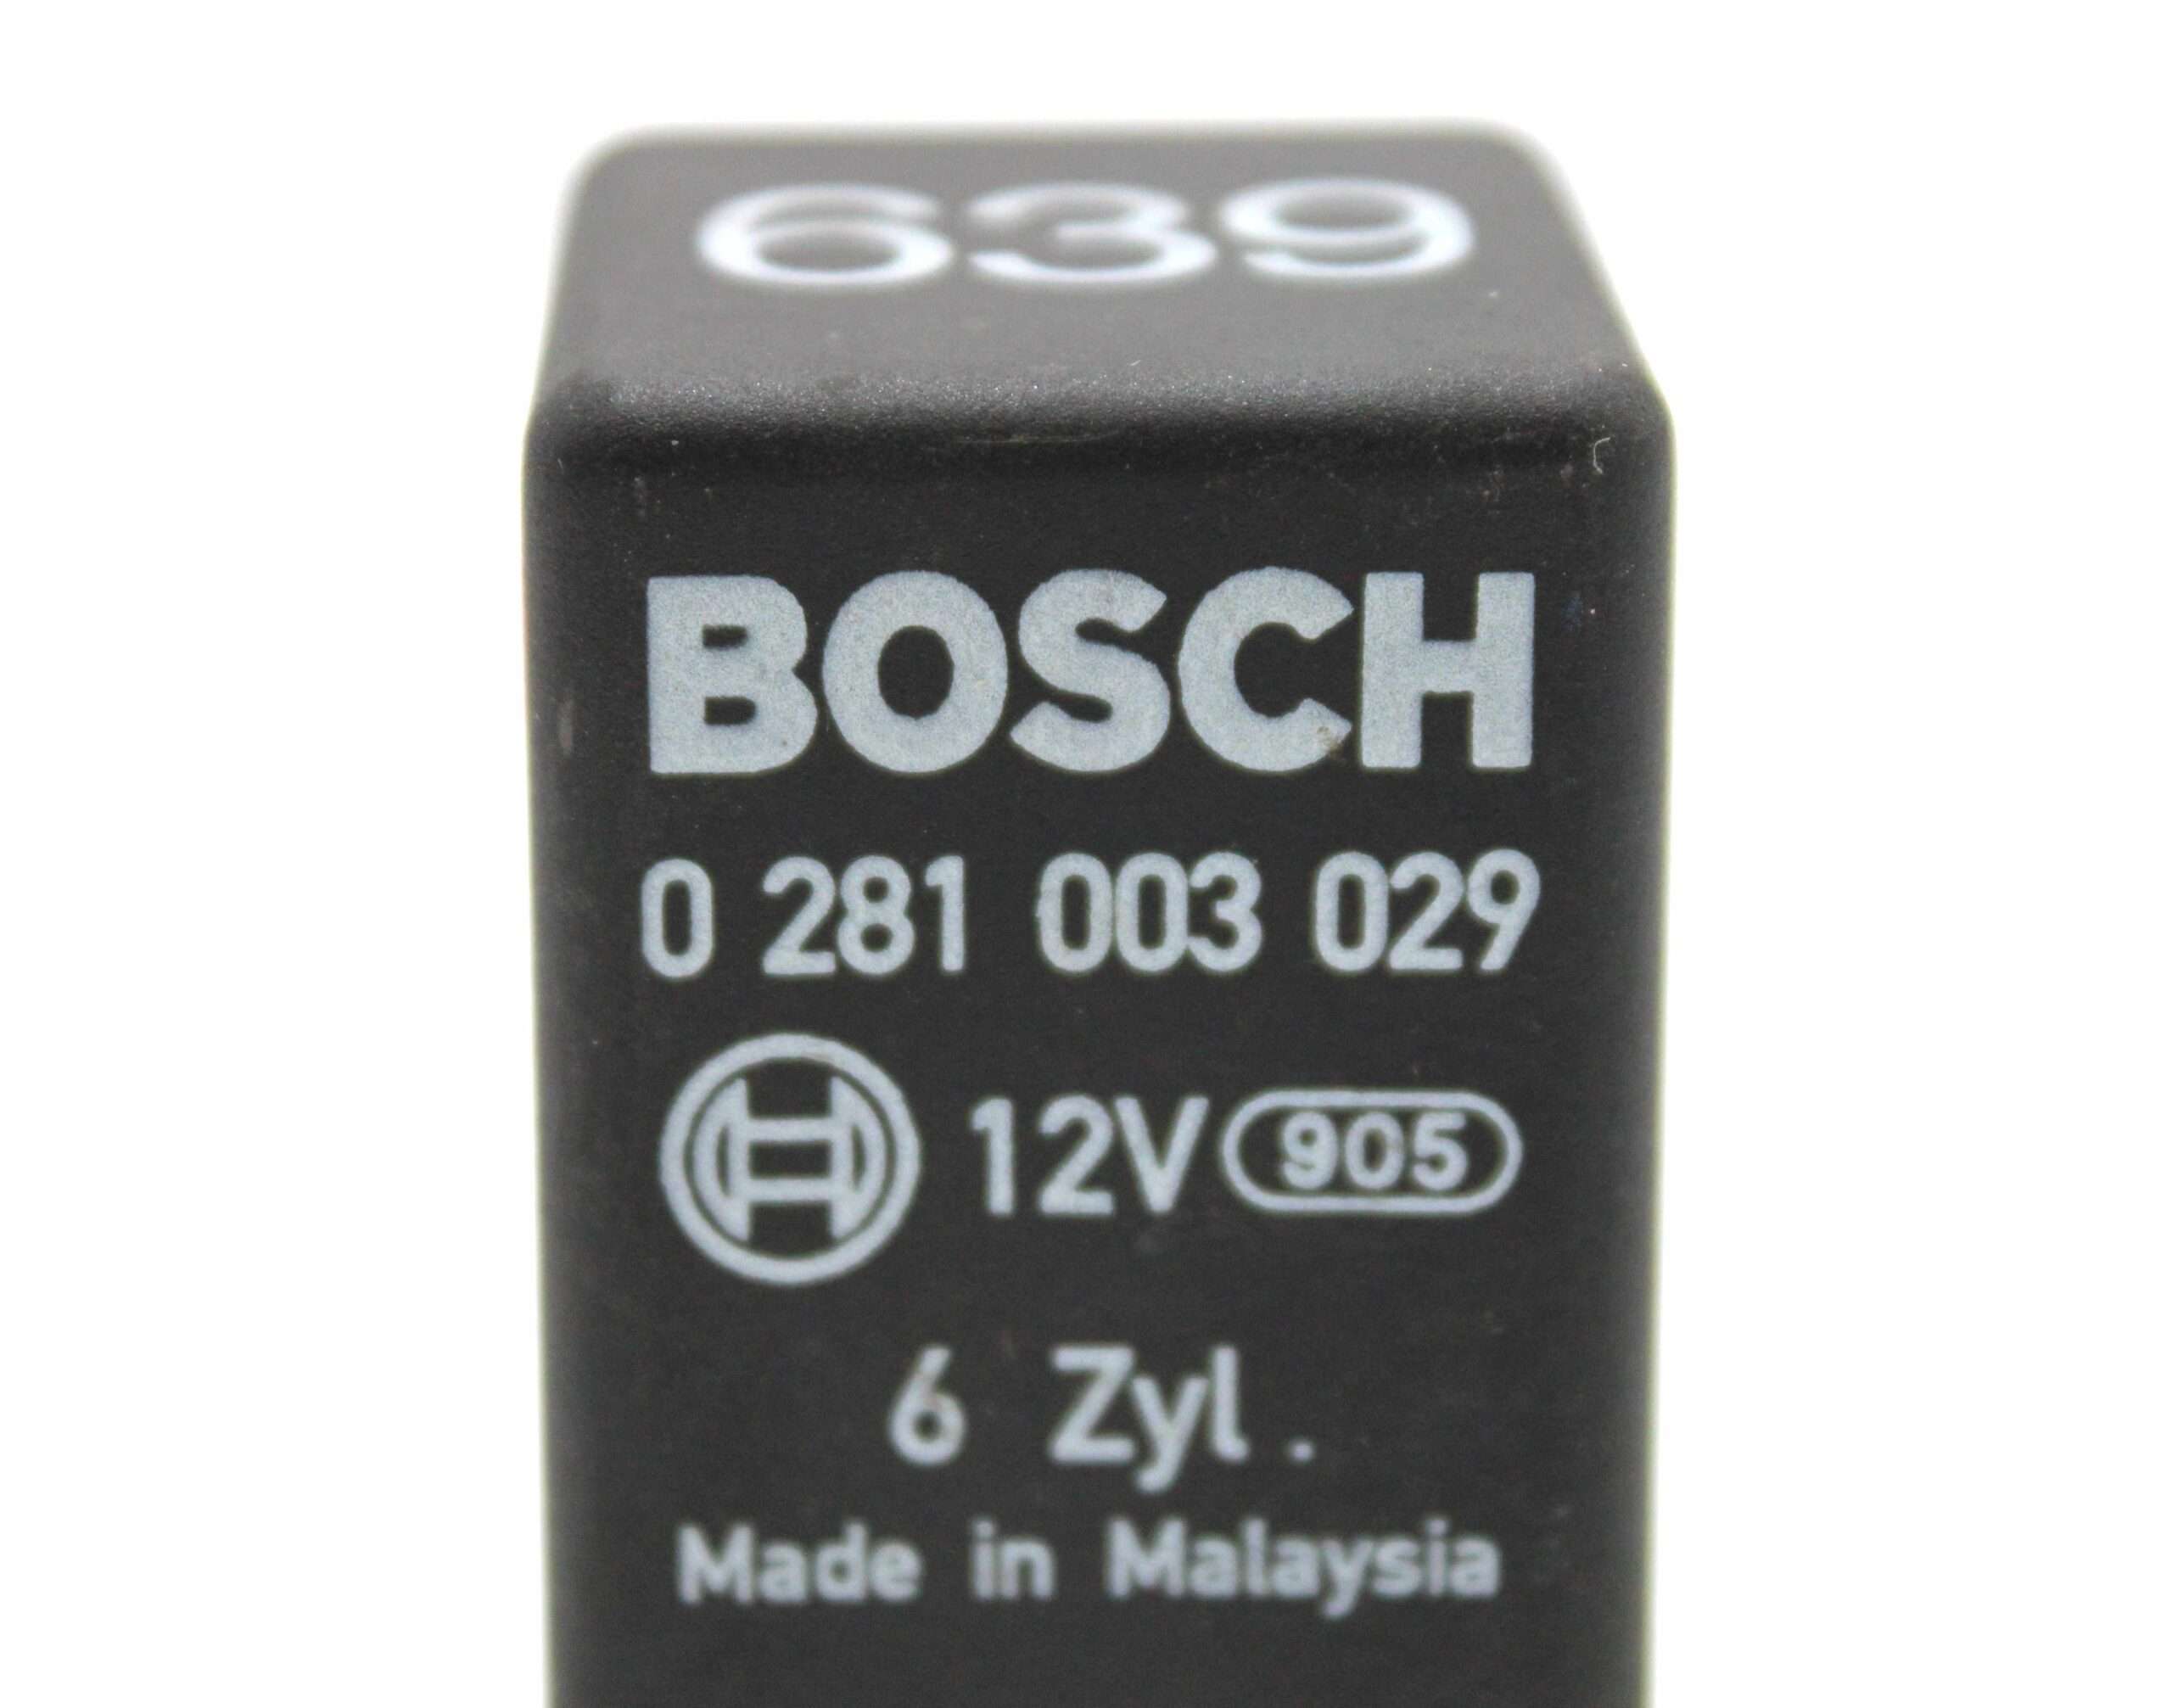 639
BOSCH
0 281 003 029
12V 905
6 Zyl.
Made in Malaysia